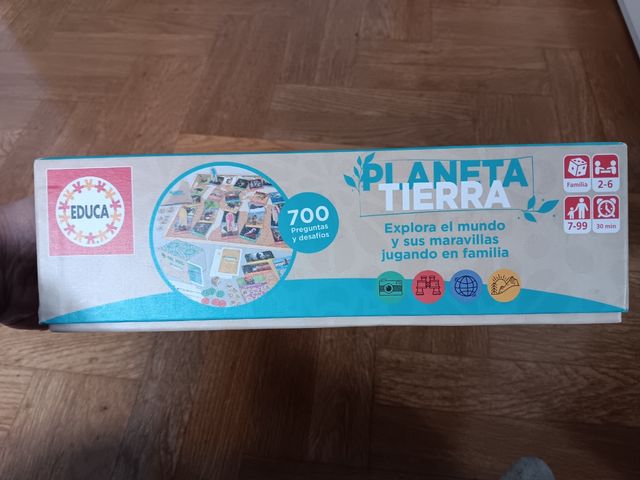 EDUCA
700
Preguntas
y desafíos
PLANETA
TIERRA
Explora el mundo
y sus maravillas
jugando en familia
Familia
2-6
7-99
30 min